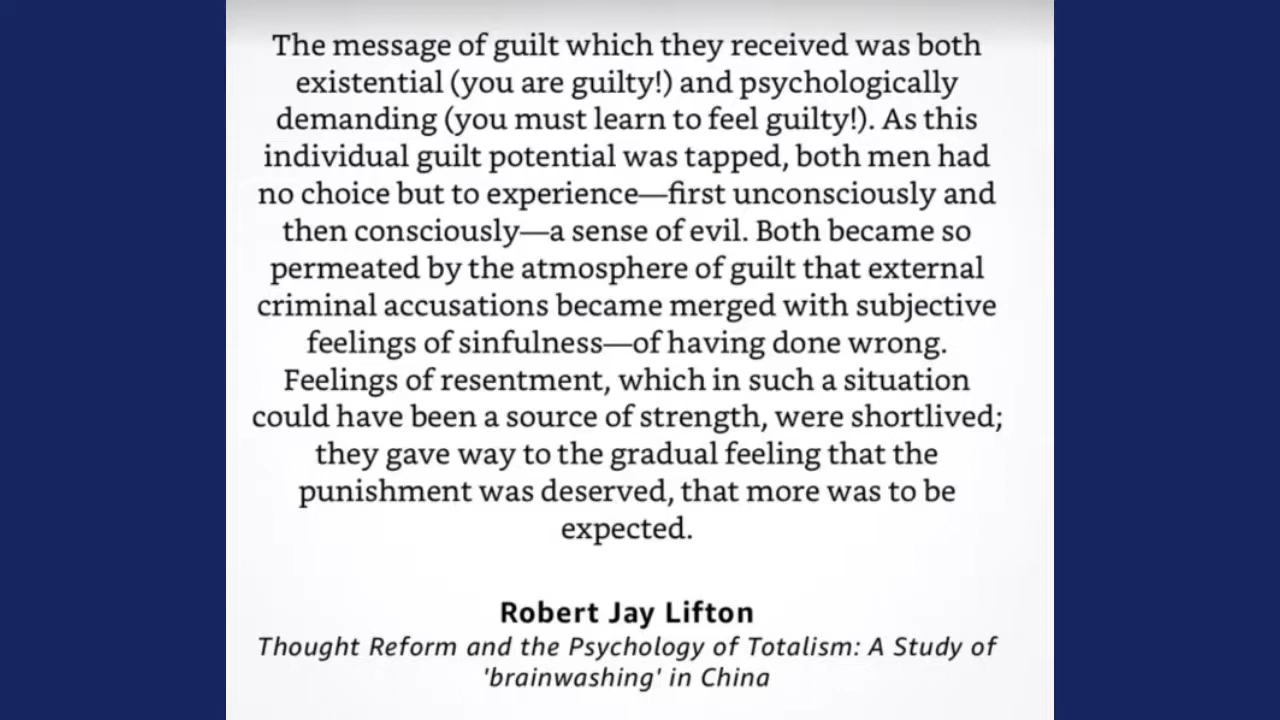 The message of guilt which they received was both
existential (you are guilty!) and psychologically
demanding (you must learn to feel guilty!). As this
individual guilt potential was tapped, both men had
no choice but to experience—first unconsciously and
then consciously—a sense of evil. Both became so
permeated by the atmosphere of guilt that external
criminal accusations became merged with subjective
feelings of sinfulness—of having done wrong.
Feelings of resentment, which in such a situation
could have been a source of strength, were shortlived;
they gave way to the gradual feeling that the
punishment was deserved, that more was to be
expected.
Robert Jay Lifton
Thought Reform and the Psychology of Totalism: A Study of
'brainwashing' in China